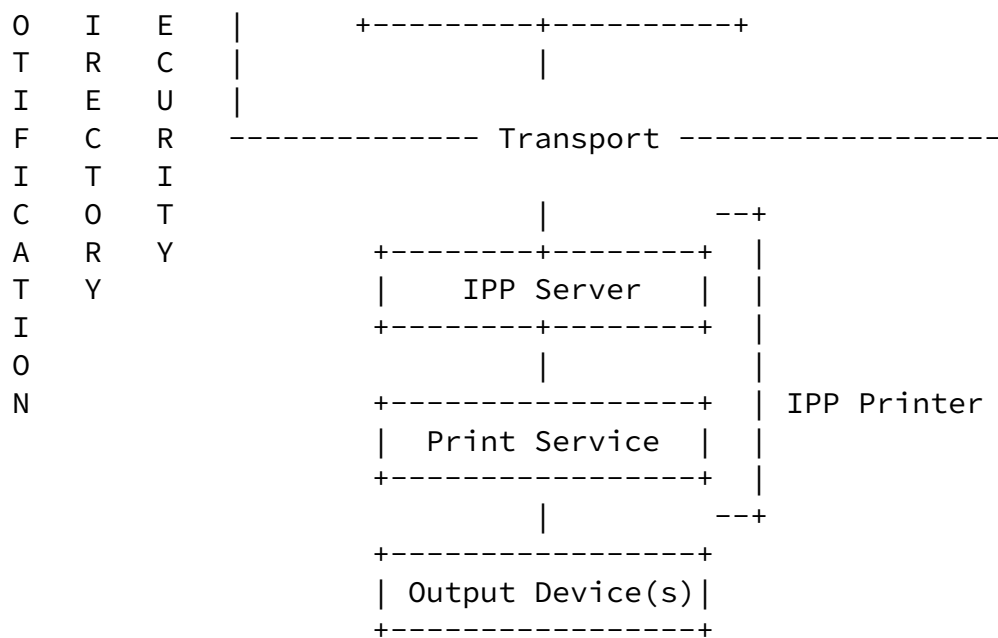 O   I   E   |      +---------+----------+
T   R   C   |                |
I   E   U   |
F   C   R   -------------- Transport ------------------
I   T   I
C   O   T                    |         --+
A   R   Y           +--------+--------+  |
T   Y               |    IPP Server   |  |
I                   +--------+--------+  |
O                            |           |
N                   +-----------------+  | IPP Printer
                    |  Print Service  |  |
                    +-----------------+  |
                             |         --+
                    +-----------------+
                    | Output Device(s)|
                    +-----------------+